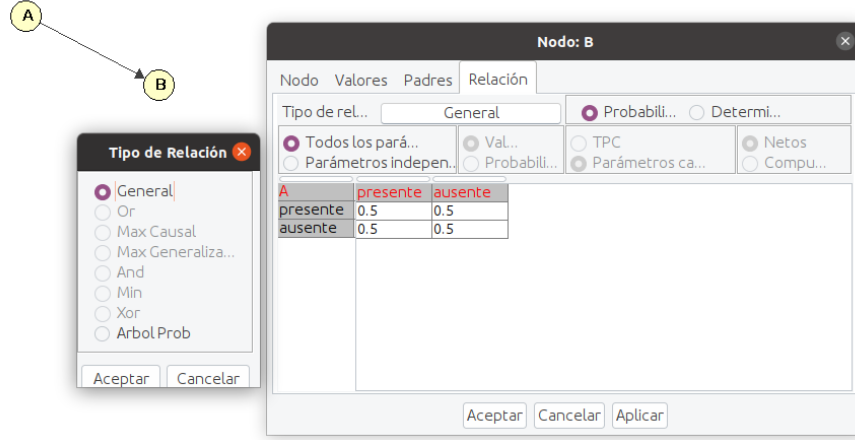 A
B
Nodo: B
Nodo Valores Padres Relación
Tipo de rel... General Probabili... Determi...
Todos los pará... Val... TPC Netos
Parámetros indepen.. Probabili... Parámetros ca... Compu...
A presente ausente
presente 0.5 0.5
ausente 0.5 0.5
Aceptar Cancelar Aplicar
Tipo de Relación
General
Or
Max Causal
Max Generaliza...
And
Min
Xor
Arbol Prob
Aceptar Cancelar